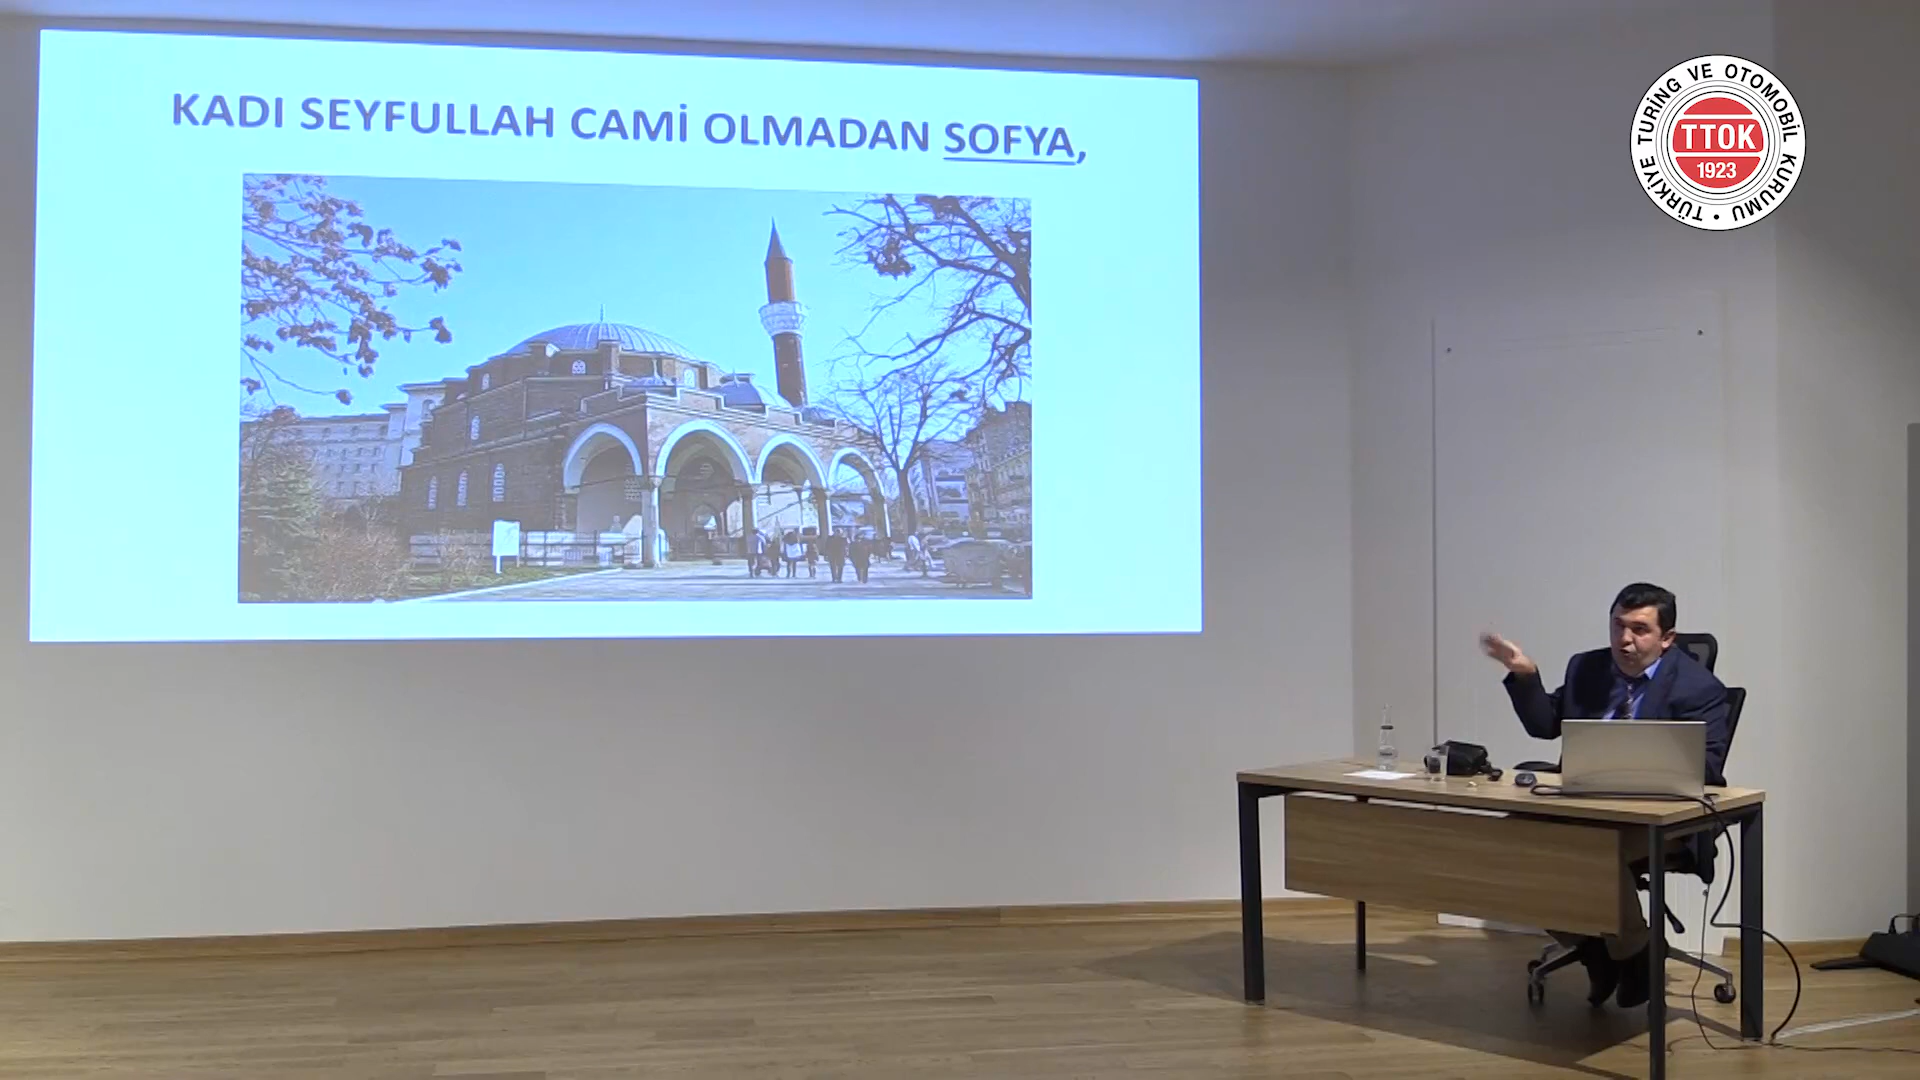 KADI SEYFULLAH CAMİ OLMADAN SOFYA,
TÜRKİYE TURİNG VE OTOMOBİL KURUMU •
TTOK
1923